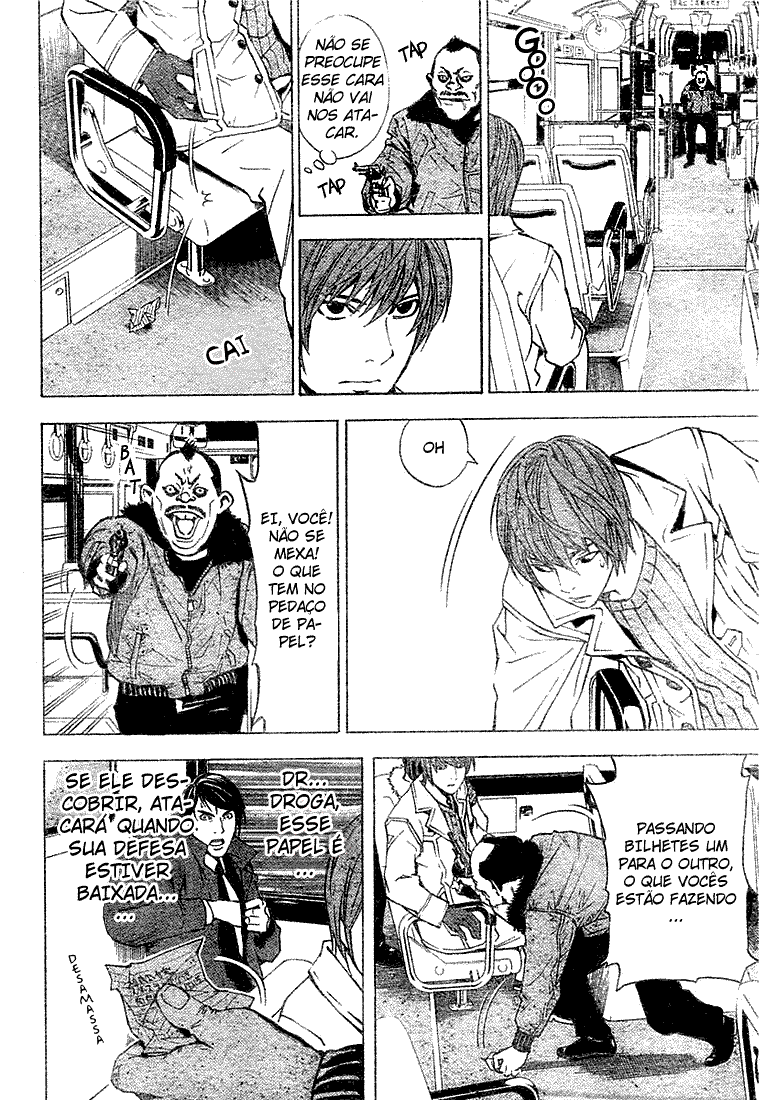 GOOOO
TAP
NÃO SE
PREOCUPE
ESSE CARA
NÃO VAI
NOS ATA-
CAR.
TAP
CAI
OH
BAT
EI, VOCÊ!
NÃO SE
MEXA!
O QUE
TEM NO
PEDAÇO
DE PA-
PEL?
PASSANDO
BILHETES UM
PARA O OUTRO,
O QUE VOCÊS
ESTÃO FAZENDO
...
DR...
DROGA,
ESSE
PAPEL É
...
SE ELE DES-
COBRIR, ATA-
CARÁ QUANDO
SUA DEFESA
ESTIVER
BAIXADA...
...
DESAMASSA